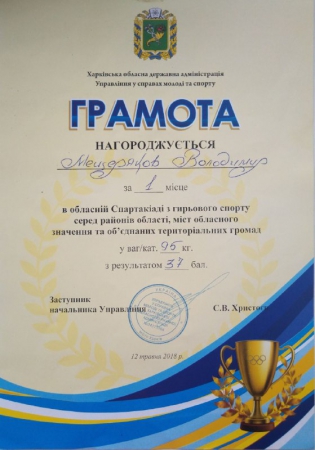 Харківська обласна державна адміністрація
Управління у справах молоді та спорту
ГРАМОТА
НАГОРОДЖУЄТЬСЯ
Володимир
за 1 місце
в обласній Спартакіаді з гирьового спорту
серед районів області, міст обласного
значення та об'єднаних територіальних громад
у ваг/кат. 95 кг.
з результатом 37 бал.
Заступник
начальника Управління С.В.
12 травня 2018 р.